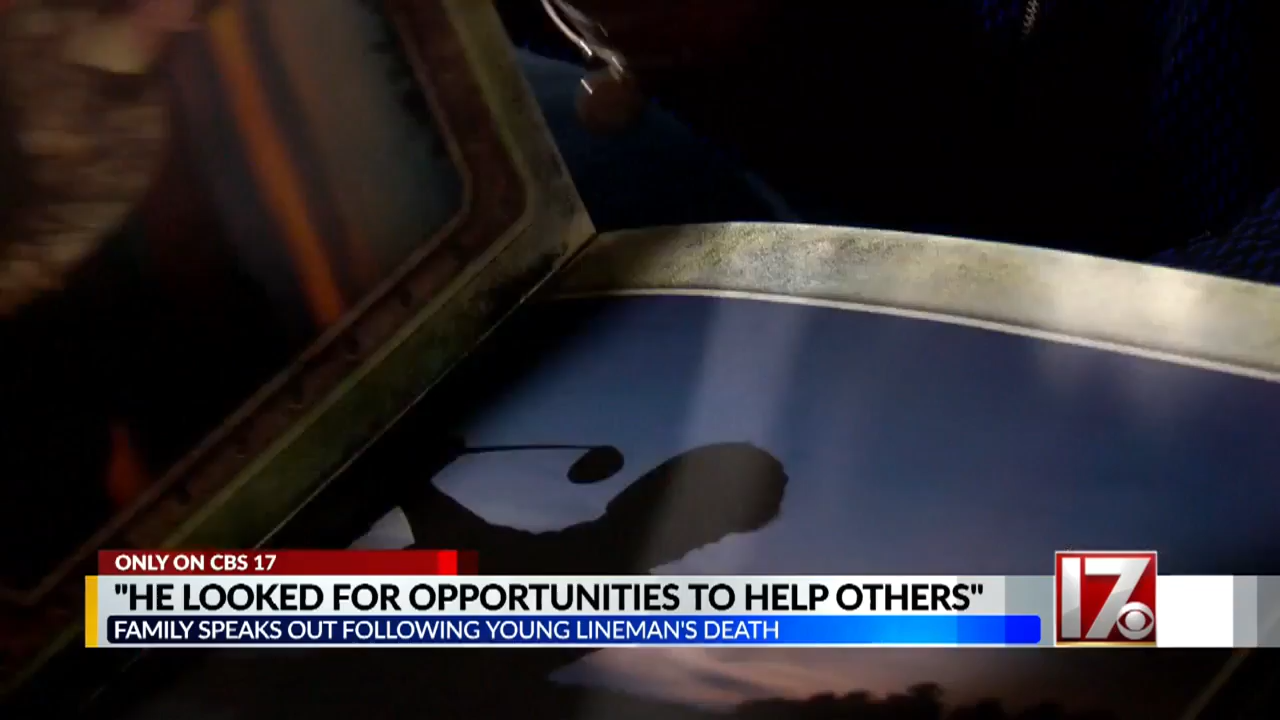 ONLY ON CBS 17
"HE LOOKED FOR OPPORTUNITIES TO HELP OTHERS"
FAMILY SPEAKS OUT FOLLOWING YOUNG LINEMAN'S DEATH
17